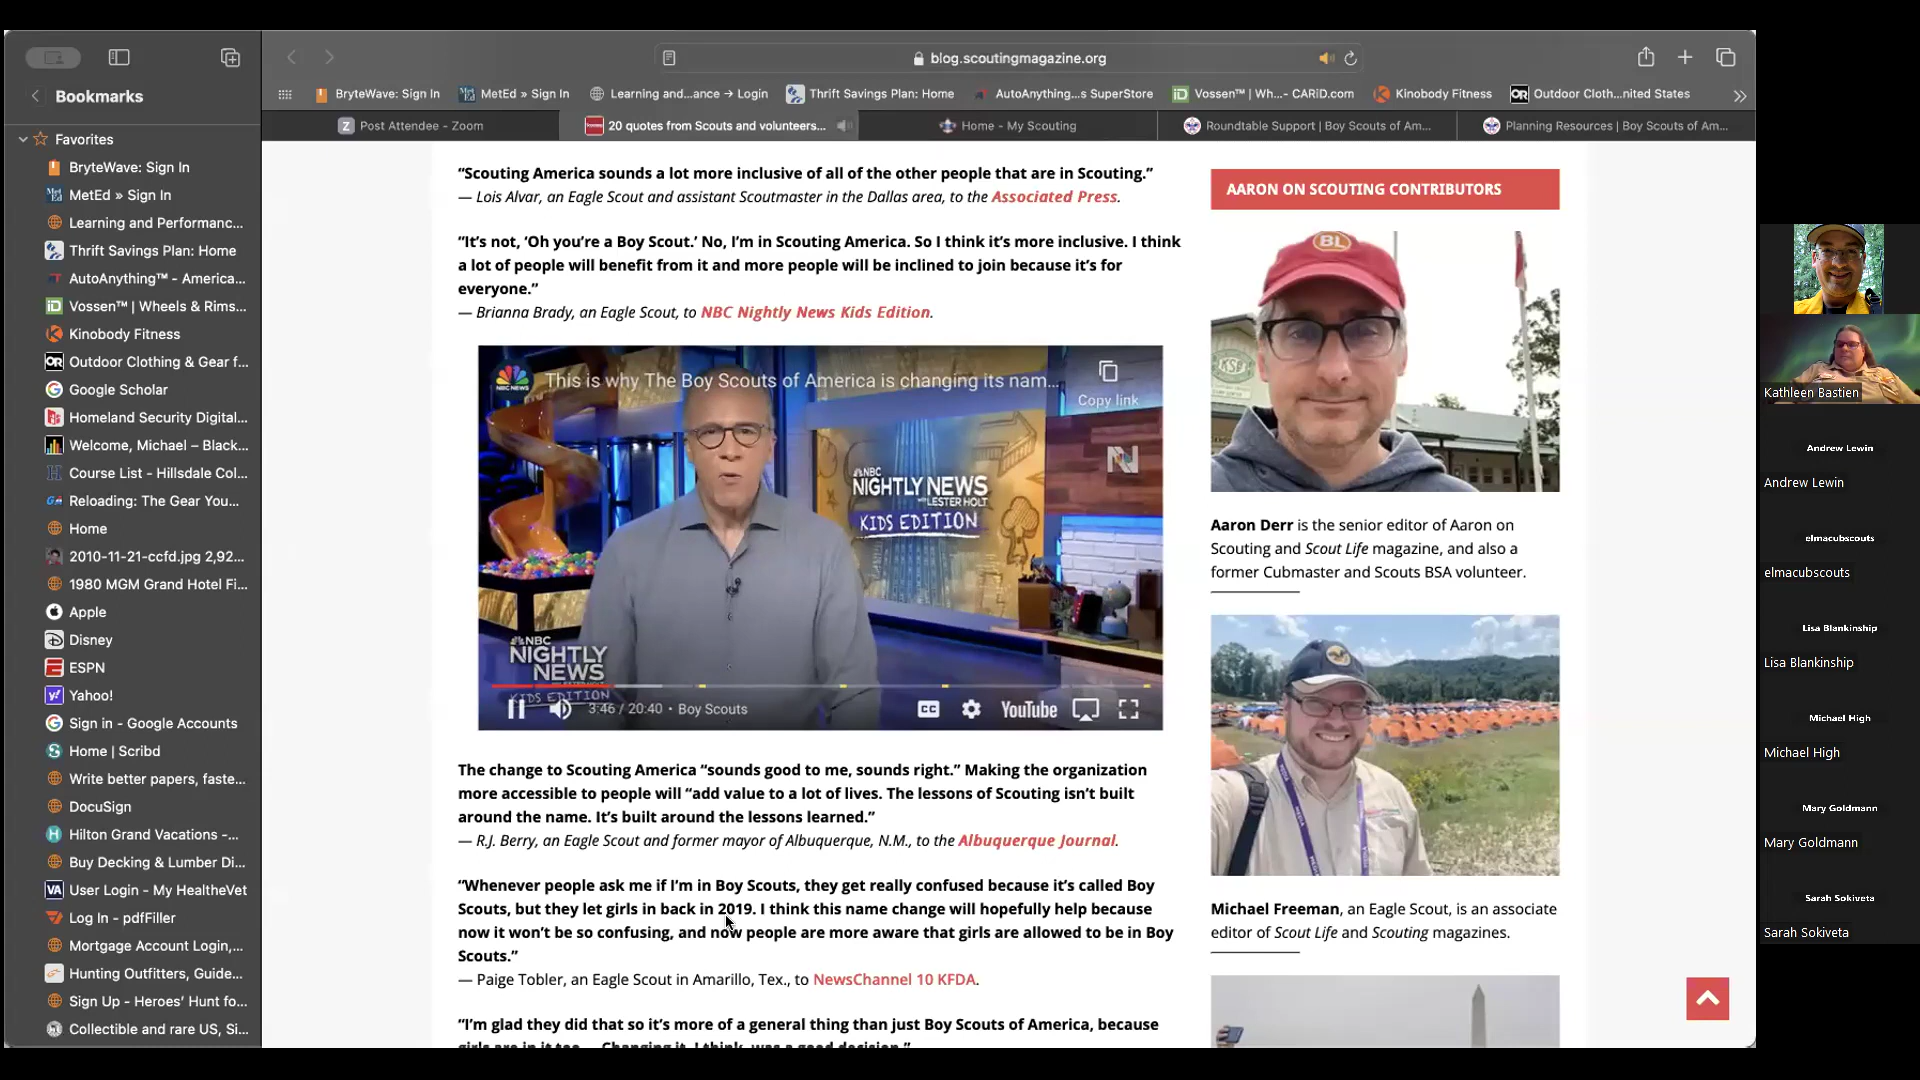 Bookmarks
Favorites
BryteWave: Sign In
MetEd » Sign In
Learning and Performanc...
Thrift Savings Plan: Home
AutoAnything™ - America...
Vossen™ | Wheels & Rims...
Kinobody Fitness
Outdoor Clothing & Gear f...
Google Scholar
Homeland Security Digital...
Welcome, Michael – Black...
Course List - Hillsdale Col...
Reloading: The Gear You...
Home
2010-11-21-ccfd.jpg 2,92...
1980 MGM Grand Hotel Fi...
Apple
Disney
ESPN
Yahoo!
Sign in - Google Accounts
Home | Scribd
Write better papers, faste...
DocuSign
Hilton Grand Vacations -...
Buy Decking & Lumber Di...
User Login - My HealtheVet
Log In - pdfFiller
Mortgage Account Login,...
Hunting Outfitters, Guide...
Sign Up - Heroes' Hunt fo...
Collectible and rare US, Si...
blog.scoutingmagazine.org
BryteWave: Sign In
MetEd » Sign In
Learning and...ance → Login
Thrift Savings Plan: Home
AutoAnything...s SuperStore
Vossen™ | Wh...- CARiD.com
Kinobody Fitness
Outdoor Cloth...nited States
Post Attendee - Zoom
20 quotes from Scouts and volunteers...
Home - My Scouting
Roundtable Support | Boy Scouts of Am...
Planning Resources | Boy Scouts of Am...
“Scouting America sounds a lot more inclusive of all of the other people that are in Scouting.”
— Lois Alvar, an Eagle Scout and assistant Scoutmaster in the Dallas area, to the Associated Press.
“It’s not, ‘Oh you’re a Boy Scout.’ No, I’m in Scouting America. So I think it’s more inclusive. I think
a lot of people will benefit from it and more people will be inclined to join because it’s for
everyone.”
— Brianna Brady, an Eagle Scout, to NBC Nightly News Kids Edition.
NBC NEWS
This is why The Boy Scouts of America is changing its nam...
Copy link
NBC
NIGHTLY NEWS
WITH LESTER HOLT
KIDS EDITION
NBC
NIGHTLY
NEWS
KIDS EDITION
3:46 / 20:40 • Boy Scouts
CC
YouTube
The change to Scouting America “sounds good to me, sounds right.” Making the organization
more accessible to people will “add value to a lot of lives. The lessons of Scouting isn’t built
around the name. It’s built around the lessons learned.”
— R.J. Berry, an Eagle Scout and former mayor of Albuquerque, N.M., to the Albuquerque Journal.
“Whenever people ask me if I’m in Boy Scouts, they get really confused because it’s called Boy
Scouts, but they let girls in back in 2019. I think this name change will hopefully help because
now it won’t be so confusing, and now people are more aware that girls are allowed to be in Boy
Scouts.”
— Paige Tobler, an Eagle Scout in Amarillo, Tex., to NewsChannel 10 KFDA.
“I’m glad they did that so it’s more of a general thing than just Boy Scouts of America, because
girls are in it too ... Changing it, I think, was a good decision.”
AARON ON SCOUTING CONTRIBUTORS
BL
Aaron Derr is the senior editor of Aaron on
Scouting and Scout Life magazine, and also a
former Cubmaster and Scouts BSA volunteer.
Michael Freeman, an Eagle Scout, is an associate
editor of Scout Life and Scouting magazines.
Kathleen Bastien
Andrew Lewin
Andrew Lewin
elmacubscouts
elmacubscouts
Lisa Blankinship
Lisa Blankinship
Michael High
Michael High
Mary Goldmann
Mary Goldmann
Sarah Sokiveta
Sarah Sokiveta